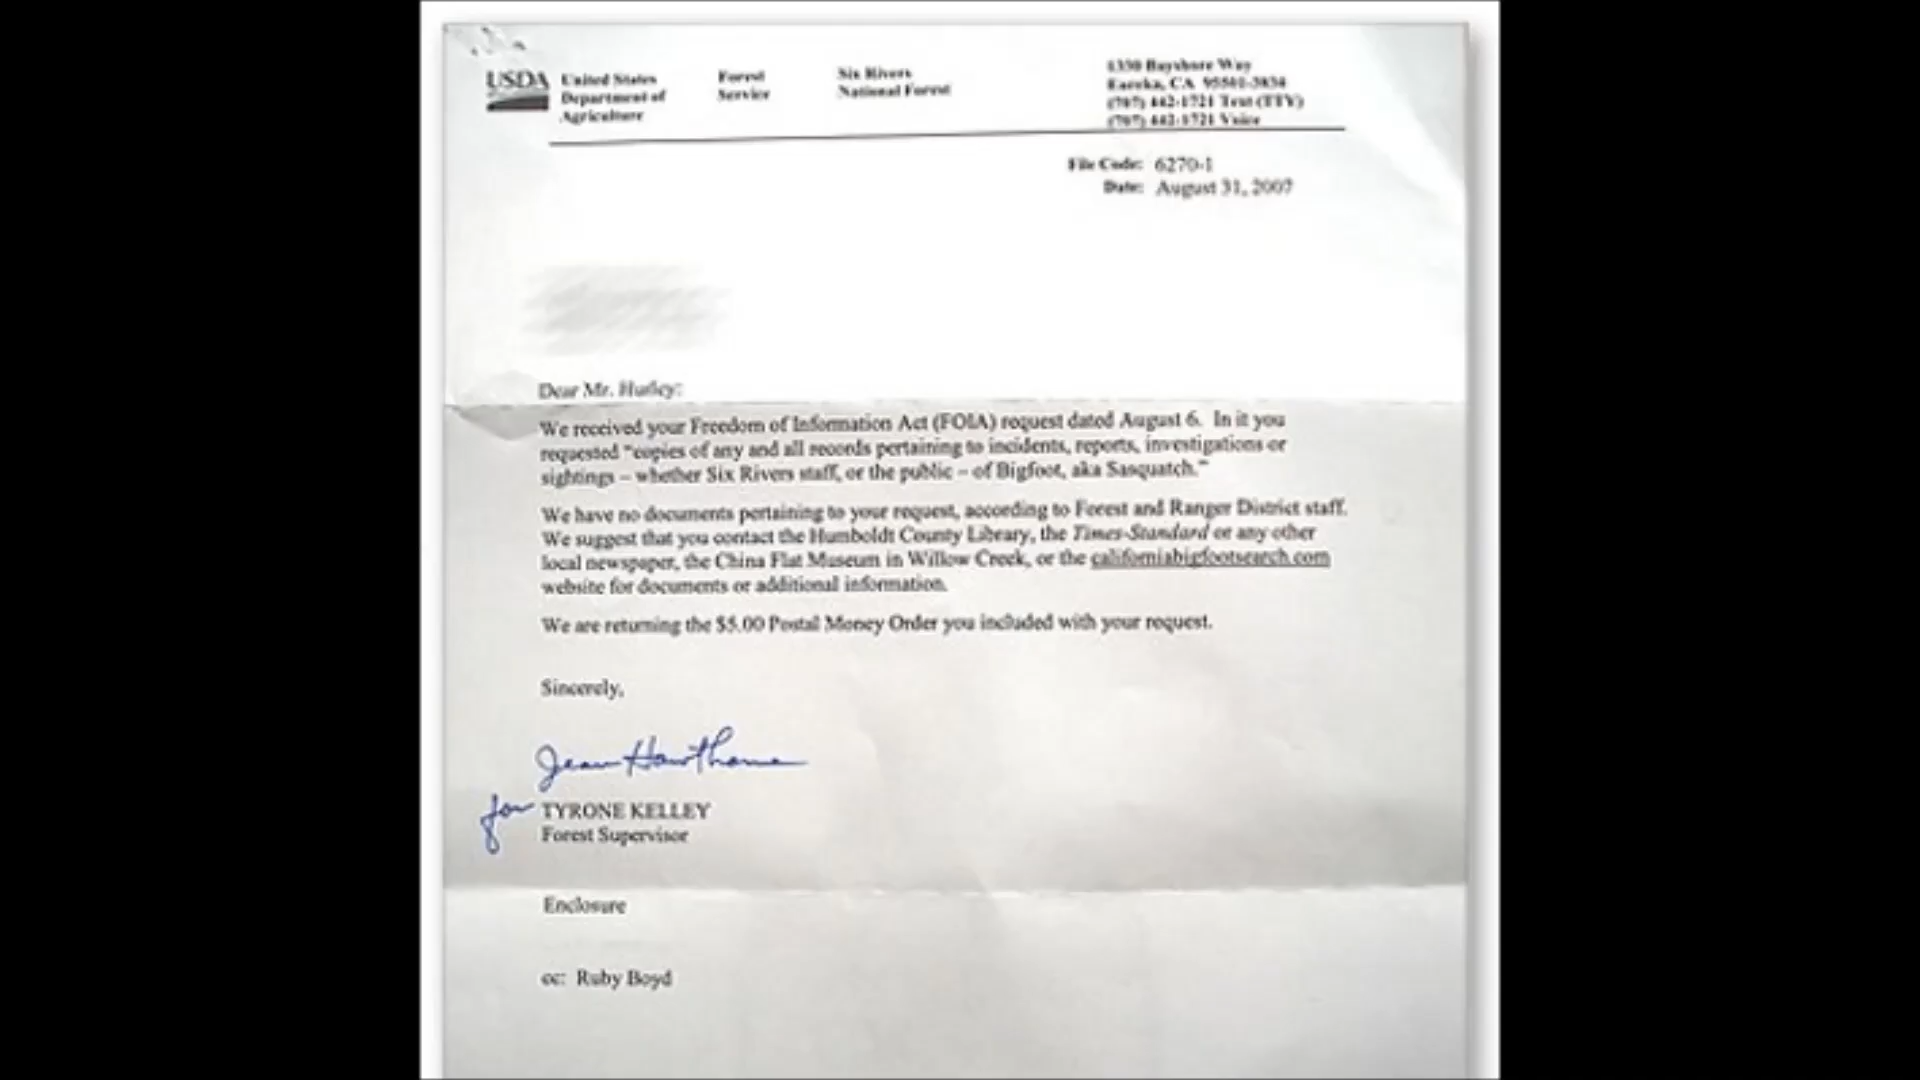 USDA United States Forest Six Rivers 1330 Bayshore Way
Department of Service National Forest Eureka, CA 95501-3834
Agriculture (707) 442-1721 Text (TTY)
(707) 442-1721 Voice
File Code: 6270-1
Date: August 31, 2007
Dear Mr. Hurley:
We received your Freedom of Information Act (FOIA) request dated August 6. In it you
requested "copies of any and all records pertaining to incidents, reports, investigations or
sightings – whether Six Rivers staff, or the public – of Bigfoot, aka Sasquatch."
We have no documents pertaining to your request, according to Forest and Ranger District staff.
We suggest that you contact the Humboldt County Library, the Times-Standard or any other
local newspaper, the China Flat Museum in Willow Creek, or the californiabigfootsearch.com
website for documents or additional information.
We are returning the $5.00 Postal Money Order you included with your request.
Sincerely,
Jean Hawthorne
for TYRONE KELLEY
Forest Supervisor
Enclosure
cc: Ruby Boyd